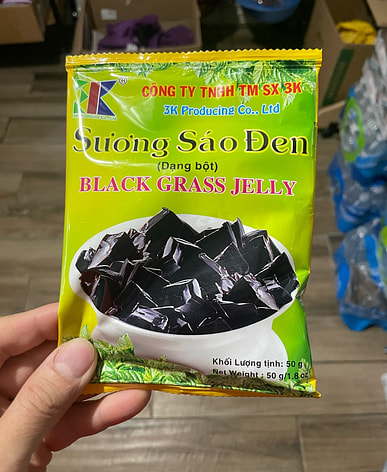 ®
CÔNG TY TNHH TM SX 3K
3K Producing Co., Ltd
Sương Sáo Đen
(Dạng bột)
BLACK GRASS JELLY
Khối Lượng tịnh: 50 g
Net Weight : 50 g/1.8 oz